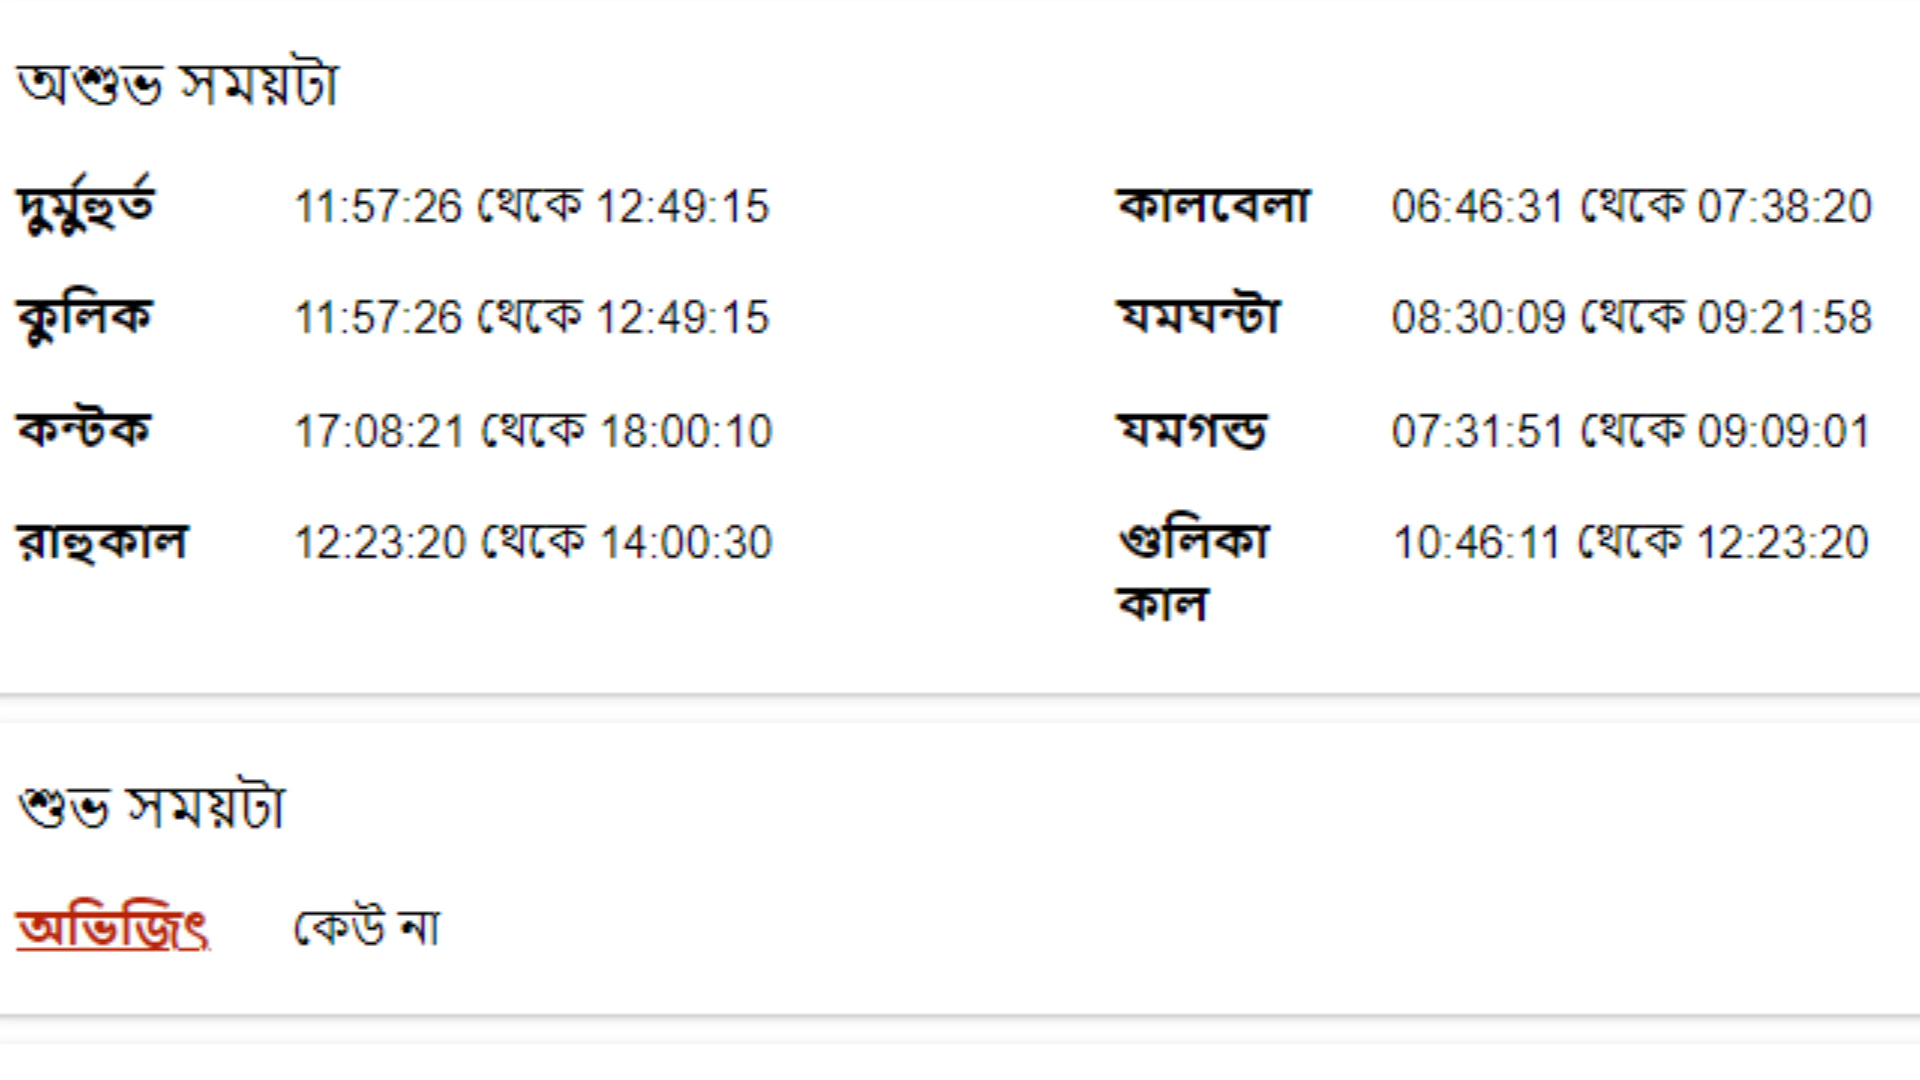 অশুভ সময়টা
দুর্মুহুর্ত 11:57:26 থেকে 12:49:15 কালবেলা 06:46:31 থেকে 07:38:20
কুলিক 11:57:26 থেকে 12:49:15 যমঘন্টা 08:30:09 থেকে 09:21:58
কন্টক 17:08:21 থেকে 18:00:10 যমগন্ড 07:31:51 থেকে 09:09:01
রাহুকাল 12:23:20 থেকে 14:00:30 গুলিকা 10:46:11 থেকে 12:23:20
কাল
শুভ সময়টা
অভিজিৎ কেউ না